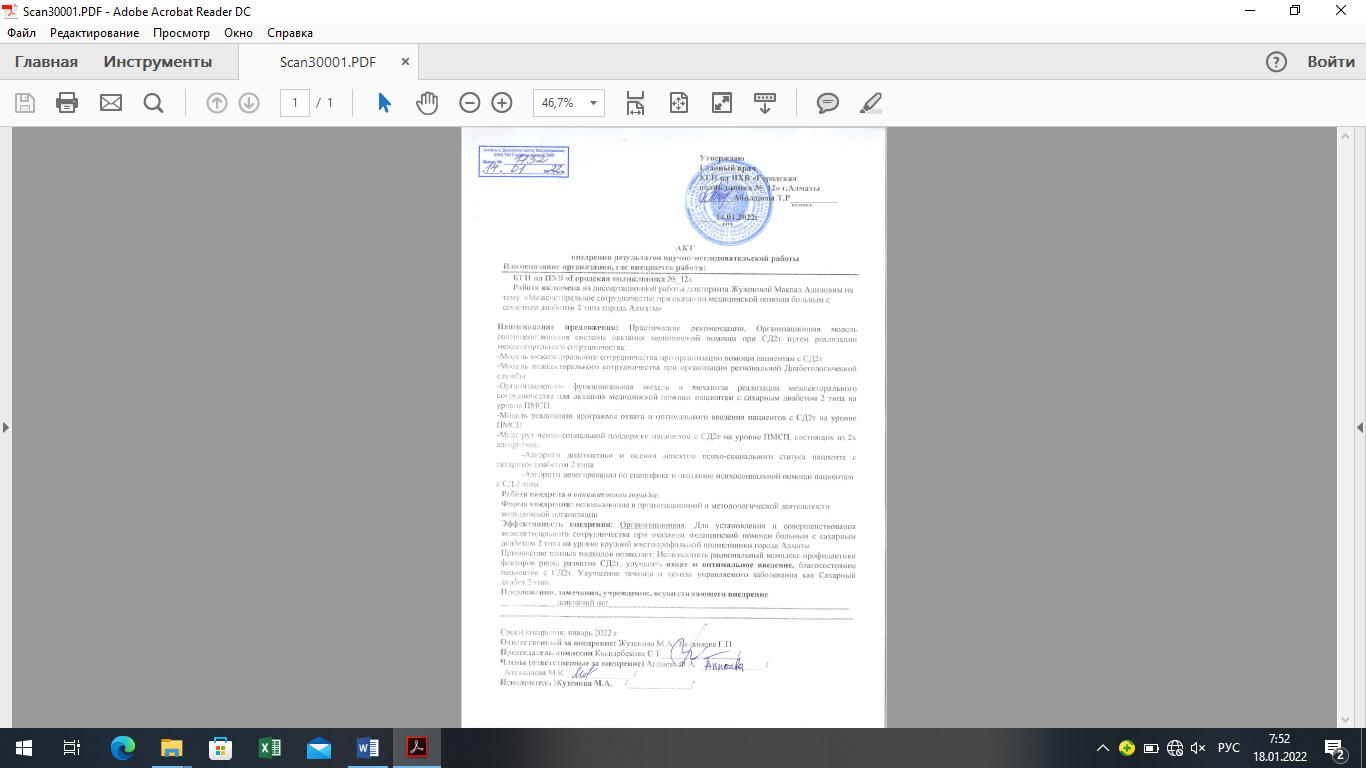 Scan30001.PDF - Adobe Acrobat Reader DC
Файл Редактирование Просмотр Окно Справка
Главная Инструменты Scan30001.PDF × Войти
1 / 1 46,7%
14. 01 22
Утверждаю
Главный врач
КГП на ПХВ «Городская
поликлиника № 12» г.Алматы
Т.Р
14.01.2022г
АКТ
внедрения результатов научно-исследовательской работы
Наименование организации, где внедряется работа:
КГП на ПХВ «Городская поликлиника №_12»
Работа включена из диссертационной работы докторанта Жузеновой Макпал Адиловны на
тему «Межсекторальное сотрудничество при оказании медицинской помощи больным с
сахарным диабетом 2 типа города Алматы»
Наименование предложения: Практические рекомендации, Организационная модель
совершенствования системы оказания медицинской помощи при СД2т путем реализации
межсекторального сотрудничества:
-Модель межсекторального сотрудничества при организации помощи пациентам с СД2т
-Модель межсекторального сотрудничества при организации региональной Диабетологической
службы
-Организационно- функциональная модель и механизм реализации межсекторального
сотрудничества для оказания медицинской помощи пациентам с сахарным диабетом 2 типа на
уровне ПМСП
-Модель реализации программы охвата и оптимального введения пациентов с СД2т на уровне
ПМСП
-Маршрут психо-социальной поддержки пациентов с СД2т на уровне ПМСП, состоящих из 2х
алгоритмов:
-Алгоритм диагностики и оценки аспектов психо-социального статуса пациента с
сахарным диабетом 2 типа
-Алгоритм делегирования по специфике и оказанию психосоциальной помощи пациентам
с СД 2 типа
Работа внедрена в инициативном порядке.
Форма внедрения: использование в организационной и методологической деятельности
медицинской организации
Эффективность внедрения: Организационная. Для установления и совершенствования
межсекторального сотрудничества при оказании медицинской помощи больным с сахарным
диабетом 2 типа на уровне крупной многопрофильной поликлиники города Алматы
Применение данных подходов позволяет: Использовать рациональный комплекс профилактики
факторов риска развития СД2т, улучшить охват и оптимальное введение, благосостояние
пациентов с СД2т. Улучшение течения и исхода управляемого заболевания как Сахарный
диабет 2 типа.
Предложения, замечания, учреждения, осуществляющего внедрение
замечаний нет
Сроки внедрения: январь 2022 г.
Ответственный за внедрение: Жузенова М.А., Г.П.
Председатель комиссии Кыдырбекова С.Т
Члены (ответственные за внедрение) А.
М.К /
Исполнитель Жузенова М.А. / /
РУС 7:52
18.01.2022 2